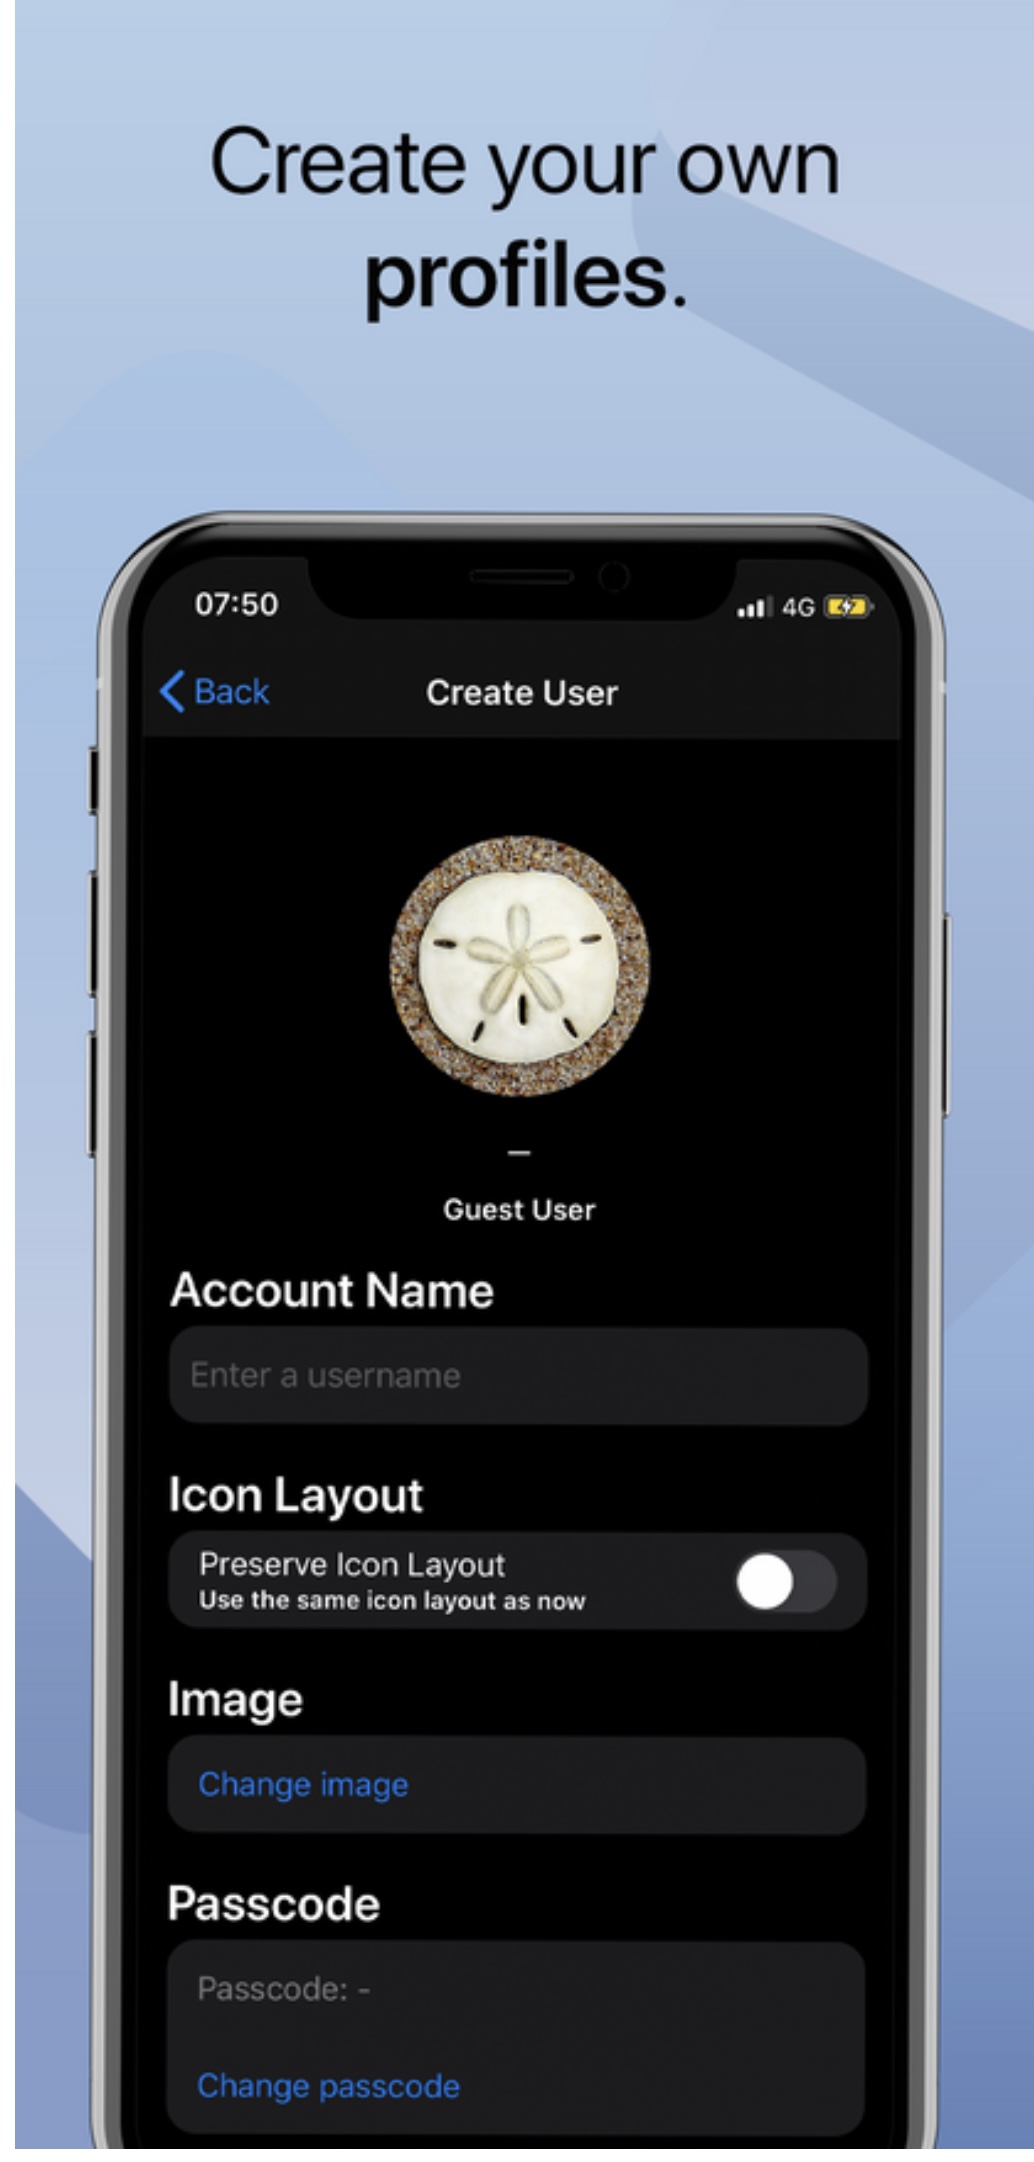 Create your own
profiles.
07:50
4G
Back
Create User
–
Guest User
Account Name
Enter a username
Icon Layout
Preserve Icon Layout
Use the same icon layout as now
Image
Change image
Passcode
Passcode: -
Change passcode